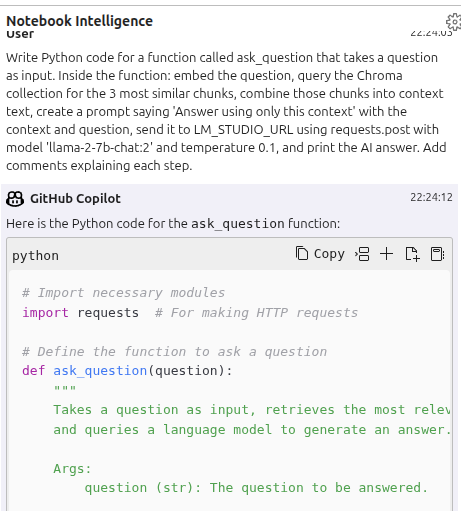 Notebook Intelligence
User 22:24:03
Write Python code for a function called ask_question that takes a question
as input. Inside the function: embed the question, query the Chroma
collection for the 3 most similar chunks, combine those chunks into context
text, create a prompt saying 'Answer using only this context' with the
context and question, send it to LM_STUDIO_URL using requests.post with
model 'llama-2-7b-chat:2' and temperature 0.1, and print the AI answer. Add
comments explaining each step.
GitHub Copilot 22:24:12
Here is the Python code for the ask_question function:
python Copy
# Import necessary modules
import requests  # For making HTTP requests
# Define the function to ask a question
def ask_question(question):
"""
Takes a question as input, retrieves the most relev
and queries a language model to generate an answer.
Args:
question (str): The question to be answered.